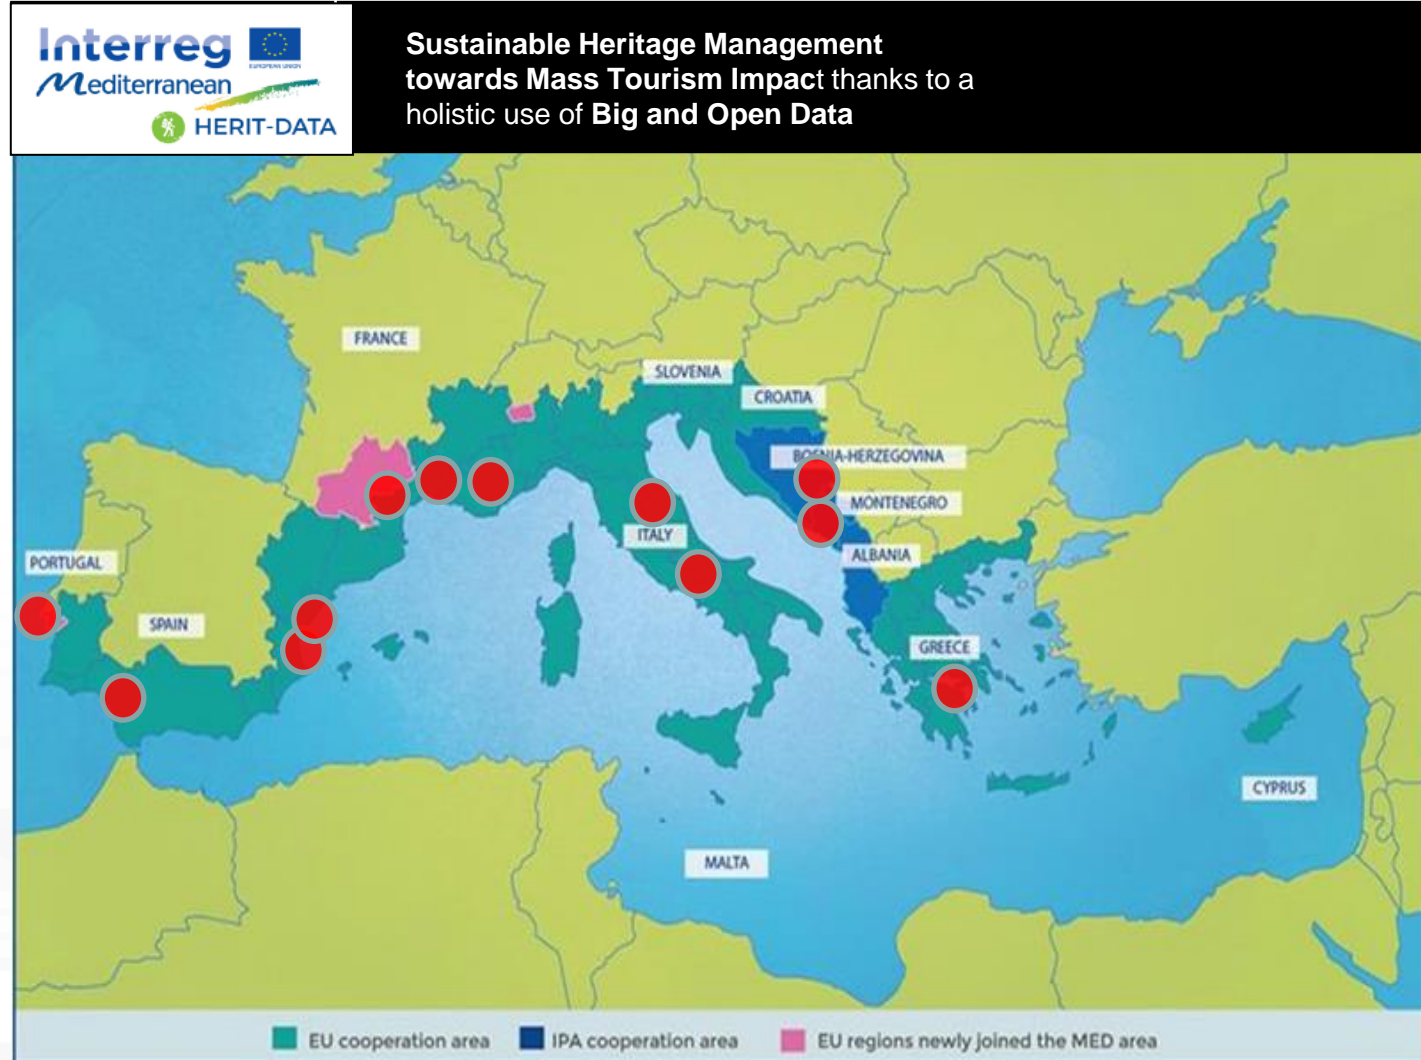 Interreg
EUROPEAN UNION
Mediterranean
HERIT-DATA
Sustainable Heritage Management
towards Mass Tourism Impact thanks to a
holistic use of Big and Open Data
FRANCE
SLOVENIA
CROATIA
BOSNIA-HERZEGOVINA
MONTENEGRO
ITALY
ALBANIA
PORTUGAL
SPAIN
GREECE
CYPRUS
MALTA
EU cooperation area
IPA cooperation area
EU regions newly joined the MED area